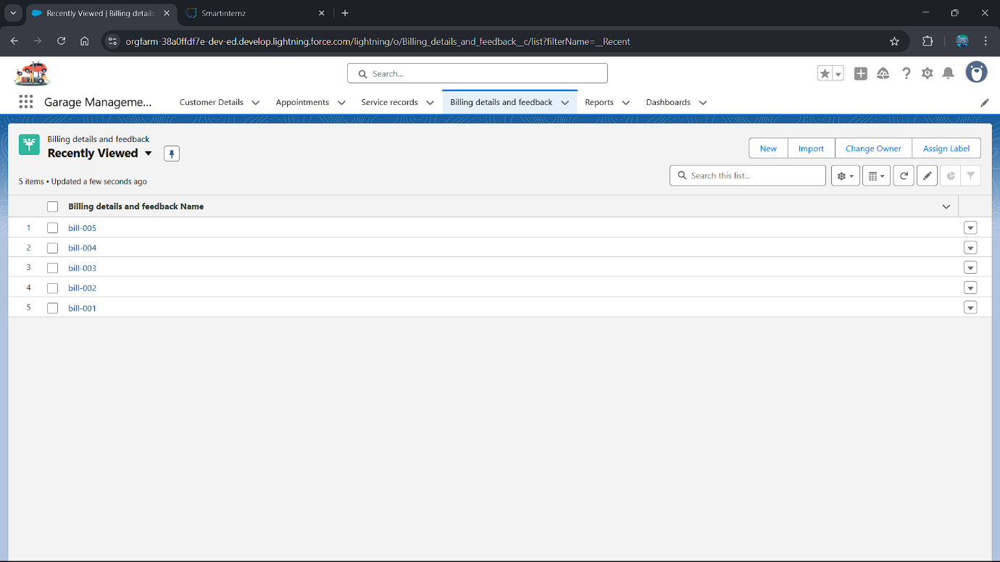 Recently Viewed | Billing details
Smartinternz
orgfarm-38a0ffdf7e-dev-ed.develop.lightning.force.com/lightning/o/Billing_details_and_feedback__c/list?filterName=__Recent
Search...
Garage Manageme...
Customer Details
Appointments
Service records
Billing details and feedback
Reports
Dashboards
Billing details and feedback
Recently Viewed
New
Import
Change Owner
Assign Label
5 items • Updated a few seconds ago
Search this list...
Billing details and feedback Name
1 bill-005
2 bill-004
3 bill-003
4 bill-002
5 bill-001